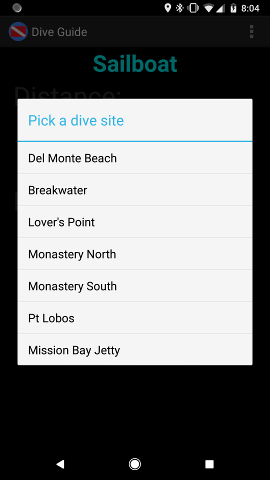 8:04
Dive Guide
Sailboat
Distance:
Pick a dive site
Del Monte Beach
Breakwater
Lover's Point
Monastery North
Monastery South
Pt Lobos
Mission Bay Jetty